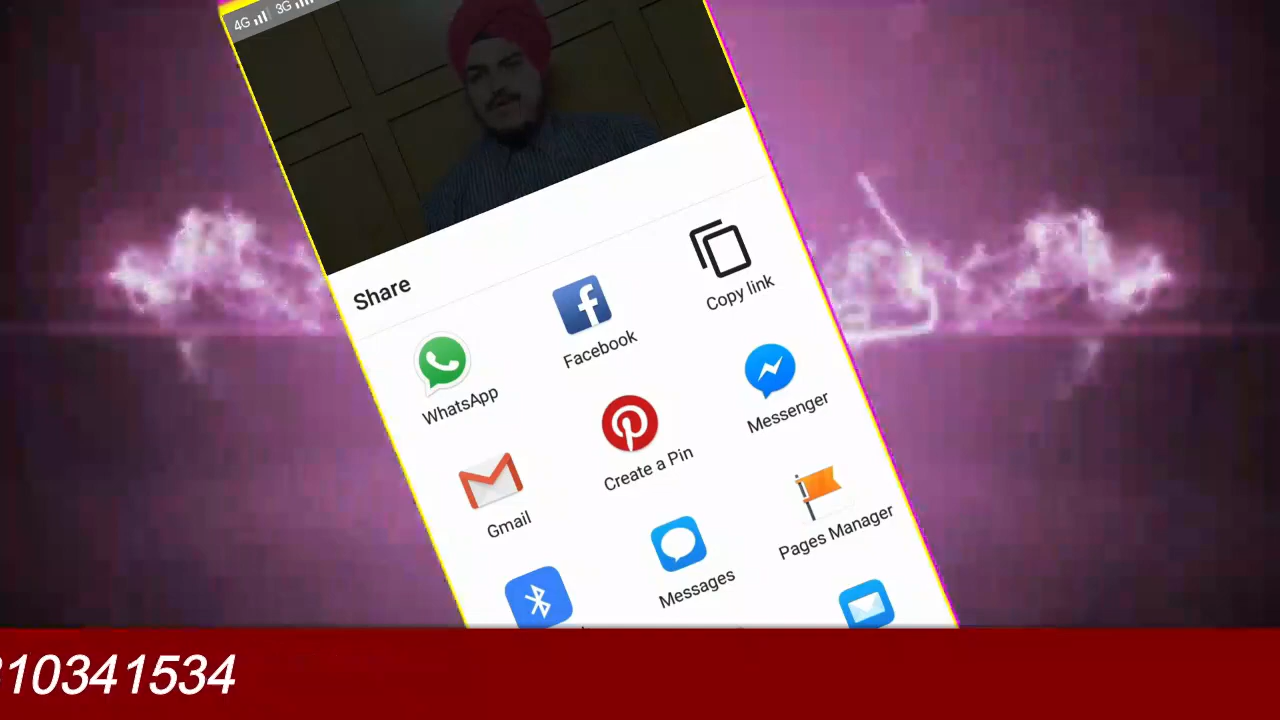 4G 3G
Share
WhatsApp
Facebook
Copy link
Gmail
Create a Pin
Messenger
Messages
Pages Manager
10341534